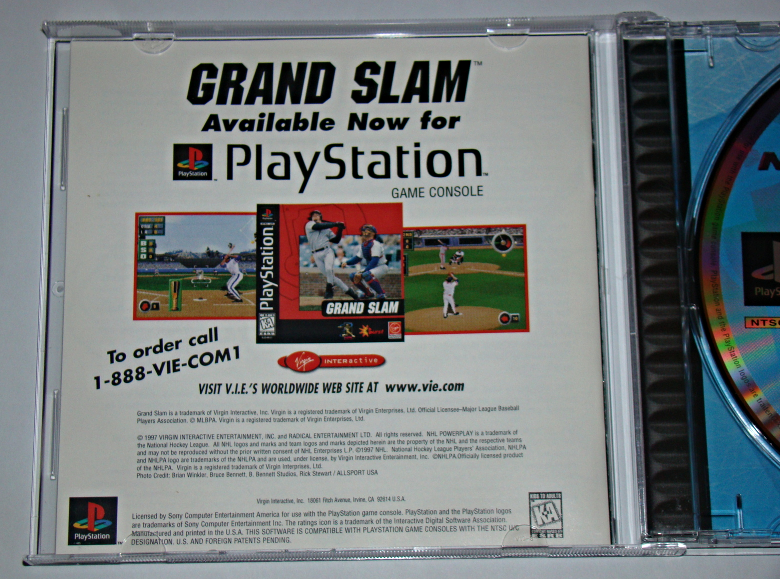 GRAND SLAM™
Available Now for
PlayStation
PlayStation™
GAME CONSOLE
PlayStation
GRAND SLAM
To order call
1-888-VIE-COM1
Virgin INTERactive
VISIT V.I.E.'S WORLDWIDE WEB SITE AT www.vie.com
Grand Slam is a trademark of Virgin Interactive, Inc. Virgin is a registered trademark of Virgin Enterprises, Ltd. Official Licensee–Major League Baseball
Players Association. © MLBPA. Virgin is a registered trademark of Virgin Enterprises, Ltd.
© 1997 VIRGIN INTERACTIVE ENTERTAINMENT, INC. and RADICAL ENTERTAINMENT LTD. All rights reserved. NHL POWERPLAY is a trademark of
the National Hockey League. All NHL logos and marks and team logos and marks depicted herein are the property of the NHL and the respective teams
and may not be reproduced without the prior written consent of NHL Enterprises L.P. ©1997 NHL. National Hockey League Players' Association, NHLPA
and NHLPA logo are trademarks of the NHLPA and are used, under license, by Virgin Interactive Entertainment, Inc. ©NHLPA.Officially licensed product
of the NHLPA. Virgin is a registered trademark of Virgin Interprises, Ltd.
Photo Credit: Brian Winkler, Bruce Bennett, B. Bennett Studios, Rick Stewart / ALLSPORT USA
Virgin Interactive, Inc. 18061 Fitch Avenue, Irvine, CA 92614 U.S.A.
PlayStation
Licensed by Sony Computer Entertainment America for use with the PlayStation game console. PlayStation and the PlayStation logos
are trademarks of Sony Computer Entertainment Inc. The ratings icon is a trademark of the Interactive Digital Software Association.
Manufactured and printed in the U.S.A. THIS SOFTWARE IS COMPATIBLE WITH PLAYSTATION GAME CONSOLES WITH THE NTSC U/C
DESIGNATION. U.S. AND FOREIGN PATENTS PENDING.
KIDS TO ADULTS
N
PlayS
NTSC